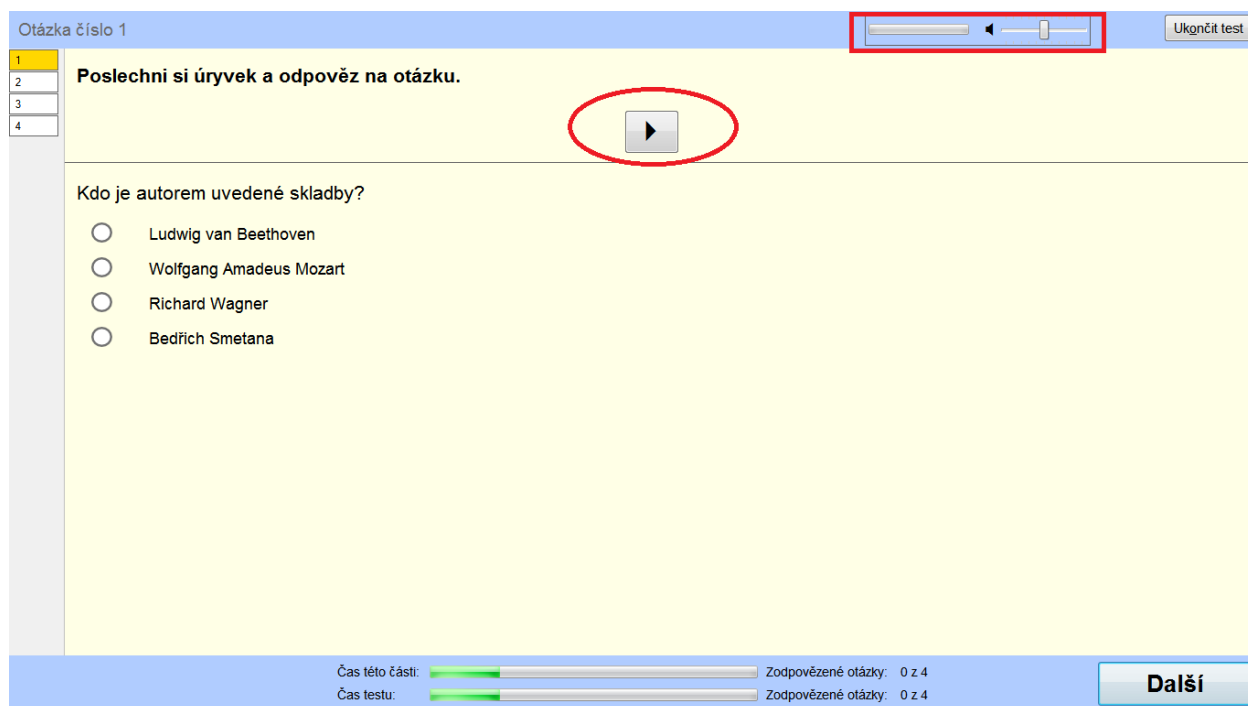 Otázka číslo 1
Ukončit test
1
2
3
4
Poslechni si úryvek a odpověz na otázku.
Kdo je autorem uvedené skladby?
Ludwig van Beethoven
Wolfgang Amadeus Mozart
Richard Wagner
Bedřich Smetana
Čas této části: Zodpovězené otázky: 0 z 4
Čas testu: Zodpovězené otázky: 0 z 4
Další